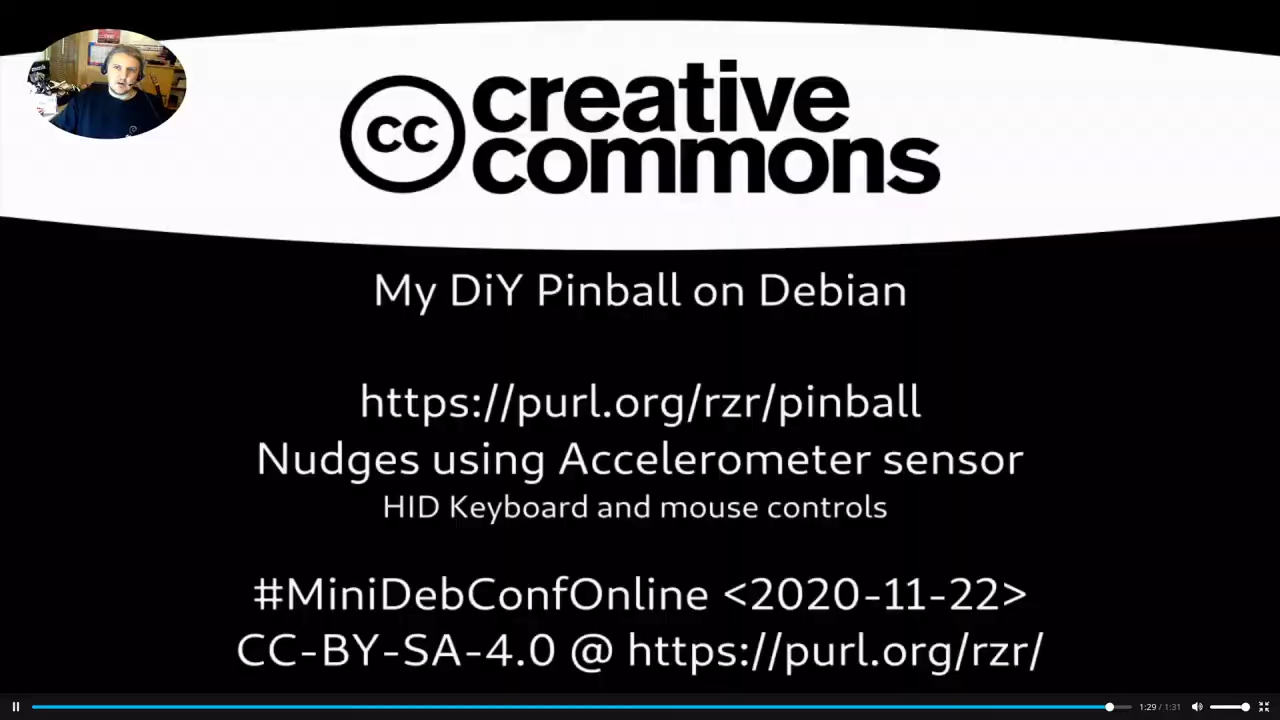 cc creative
commons
My DiY Pinball on Debian
https://purl.org/rzr/pinball
Nudges using Accelerometer sensor
HID Keyboard and mouse controls
#MiniDebConfOnline <2020-11-22>
CC-BY-SA-4.0 @ https://purl.org/rzr/
1:29 / 1:31